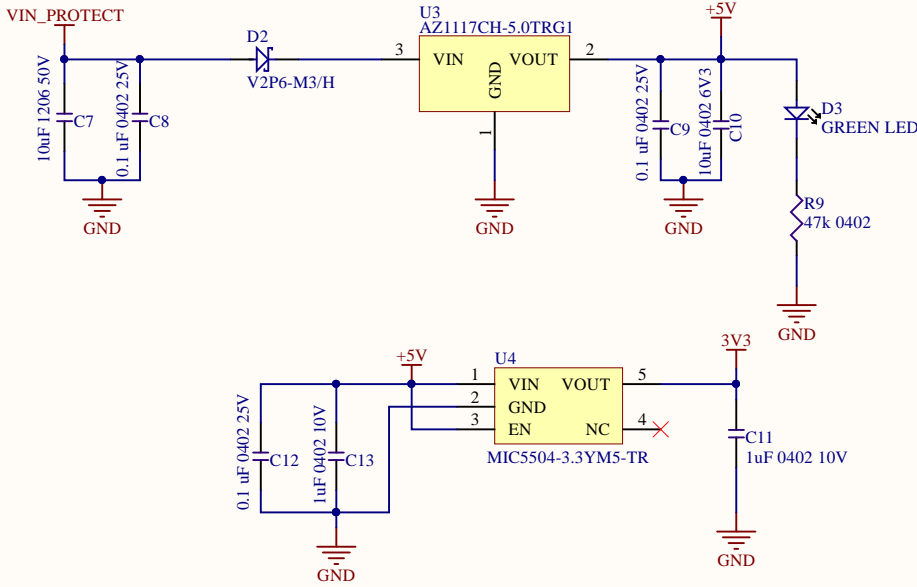 VIN_PROTECT
10uF 1206 50V
C7
0.1 uF 0402 25V
C8
GND
D2
V2P6-M3/H
U3
AZ1117CH-5.0TRG1
3
VIN
VOUT
2
GND
1
GND
+5V
0.1 uF 0402 25V
C9
10uF 0402 6V3
C10
GND
D3
GREEN LED
R9
47k 0402
GND
+5V
0.1 uF 0402 25V
C12
1uF 0402 10V
C13
GND
U4
1
VIN
VOUT
5
2
GND
3
EN
NC
4
MIC5504-3.3YM5-TR
3V3
C11
1uF 0402 10V
GND